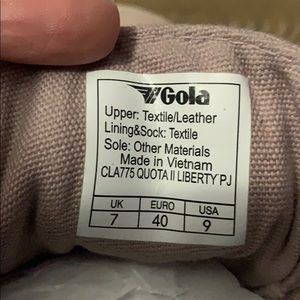 Gola
Upper: Textile/Leather
Lining&Sock: Textile
Sole: Other Materials
Made in Vietnam
CLA775 QUOTA II LIBERTY PJ
UK EURO USA
7 40 9